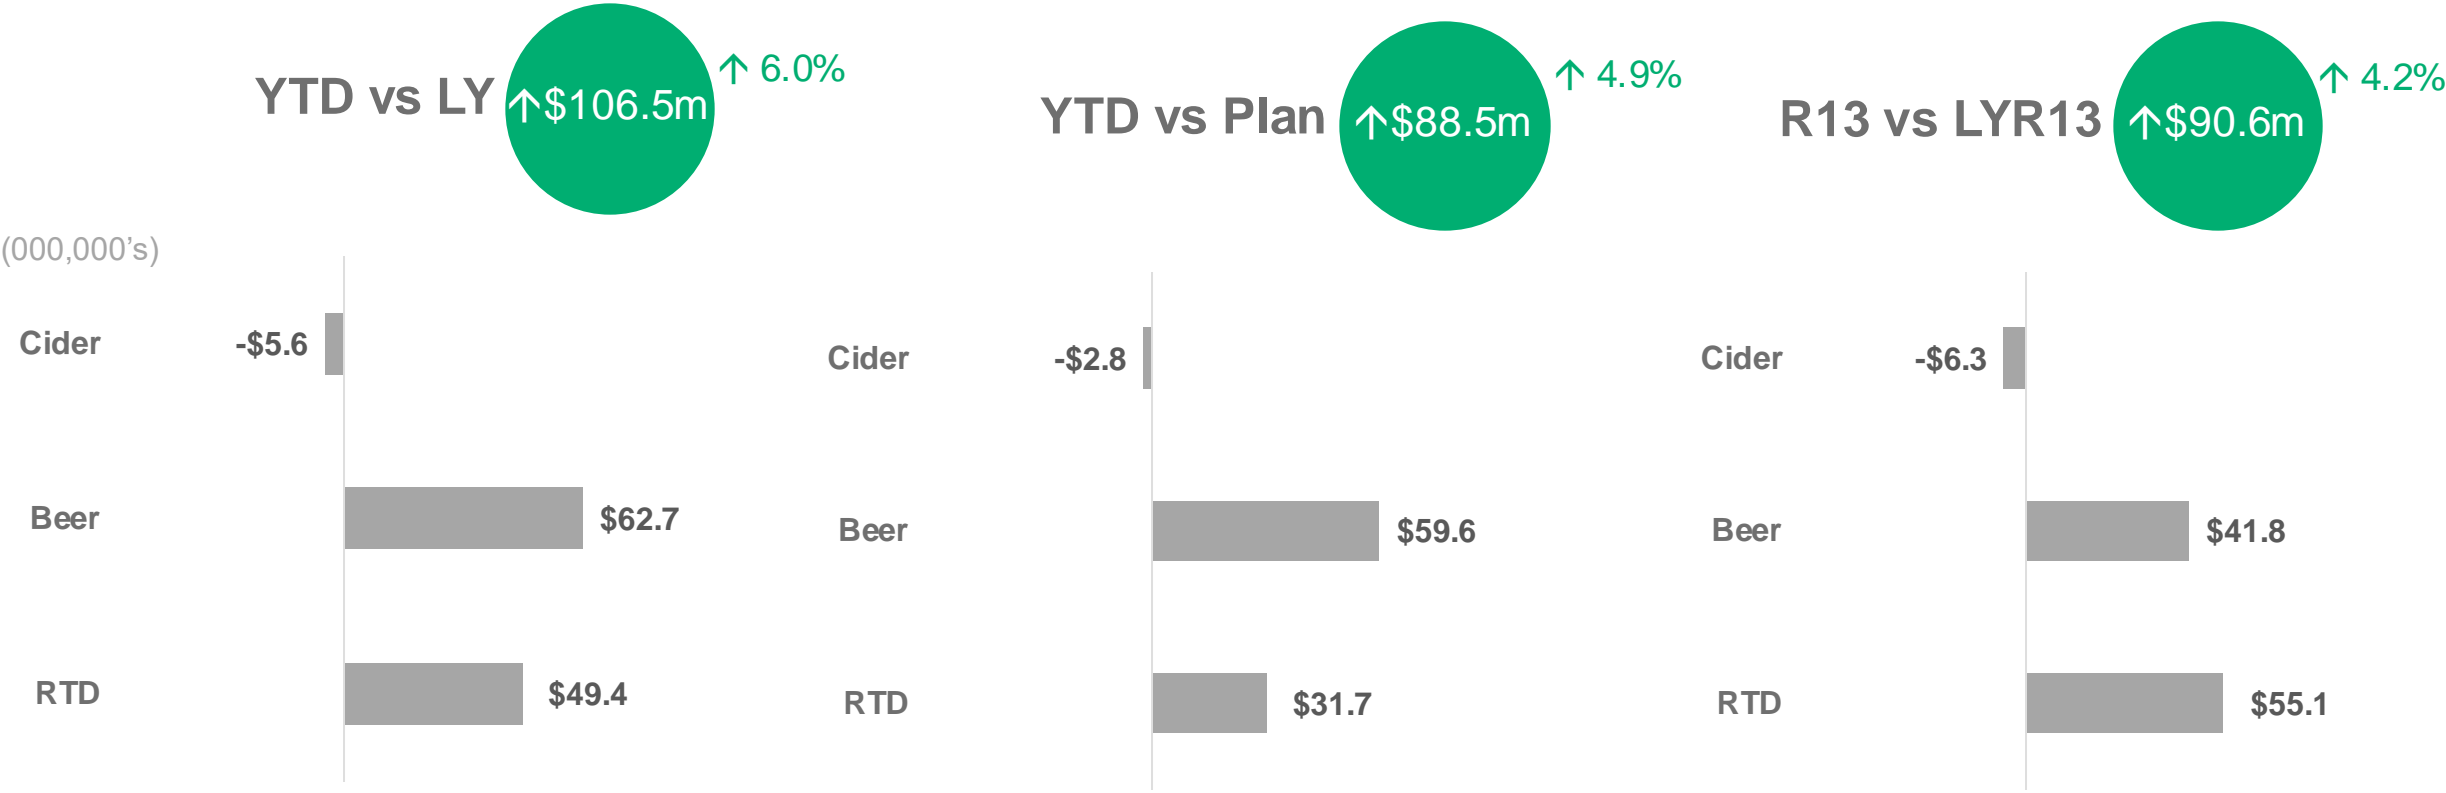 YTD vs LY
↑$106.5m
↑ 6.0%
YTD vs Plan
↑$88.5m
↑ 4.9%
R13 vs LYR13
↑$90.6m
↑ 4.2%
(000,000’s)
Cider
-$5.6
Beer
$62.7
RTD
$49.4
Cider
-$2.8
Beer
$59.6
RTD
$31.7
Cider
-$6.3
Beer
$41.8
RTD
$55.1